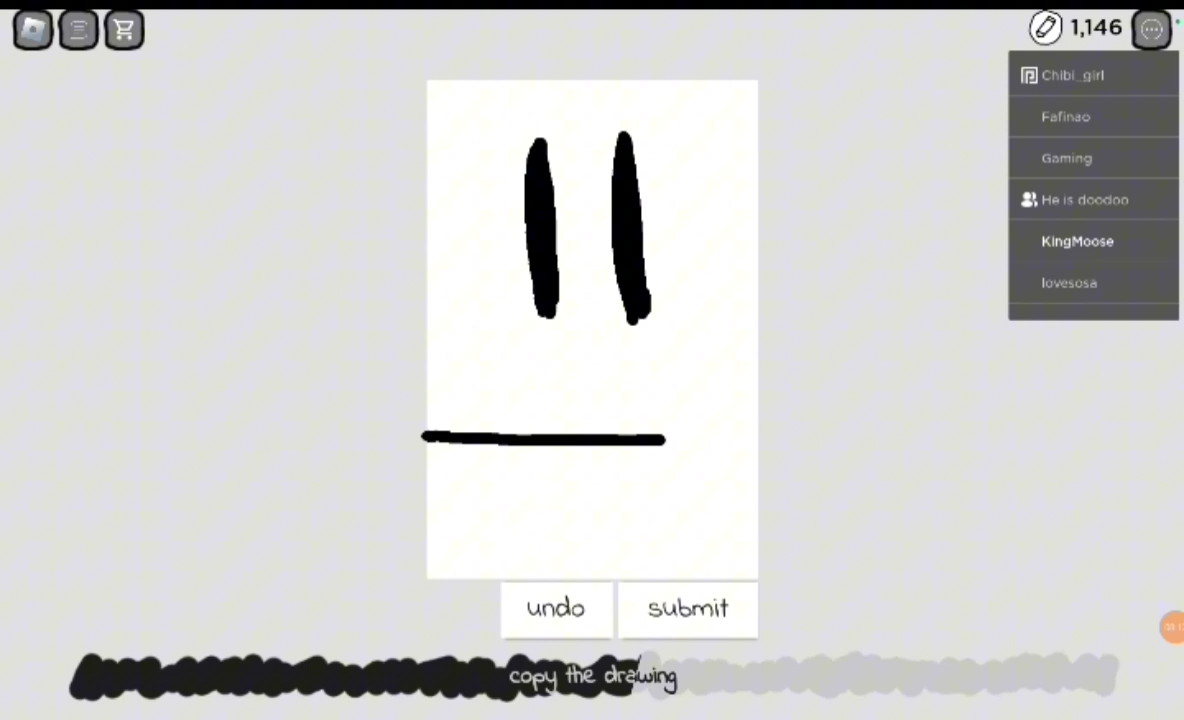 1,146
Chibi_girl
Fafinao
Gaming
He is doodoo
KingMoose
lovesosa
undo
submit
copy the drawing